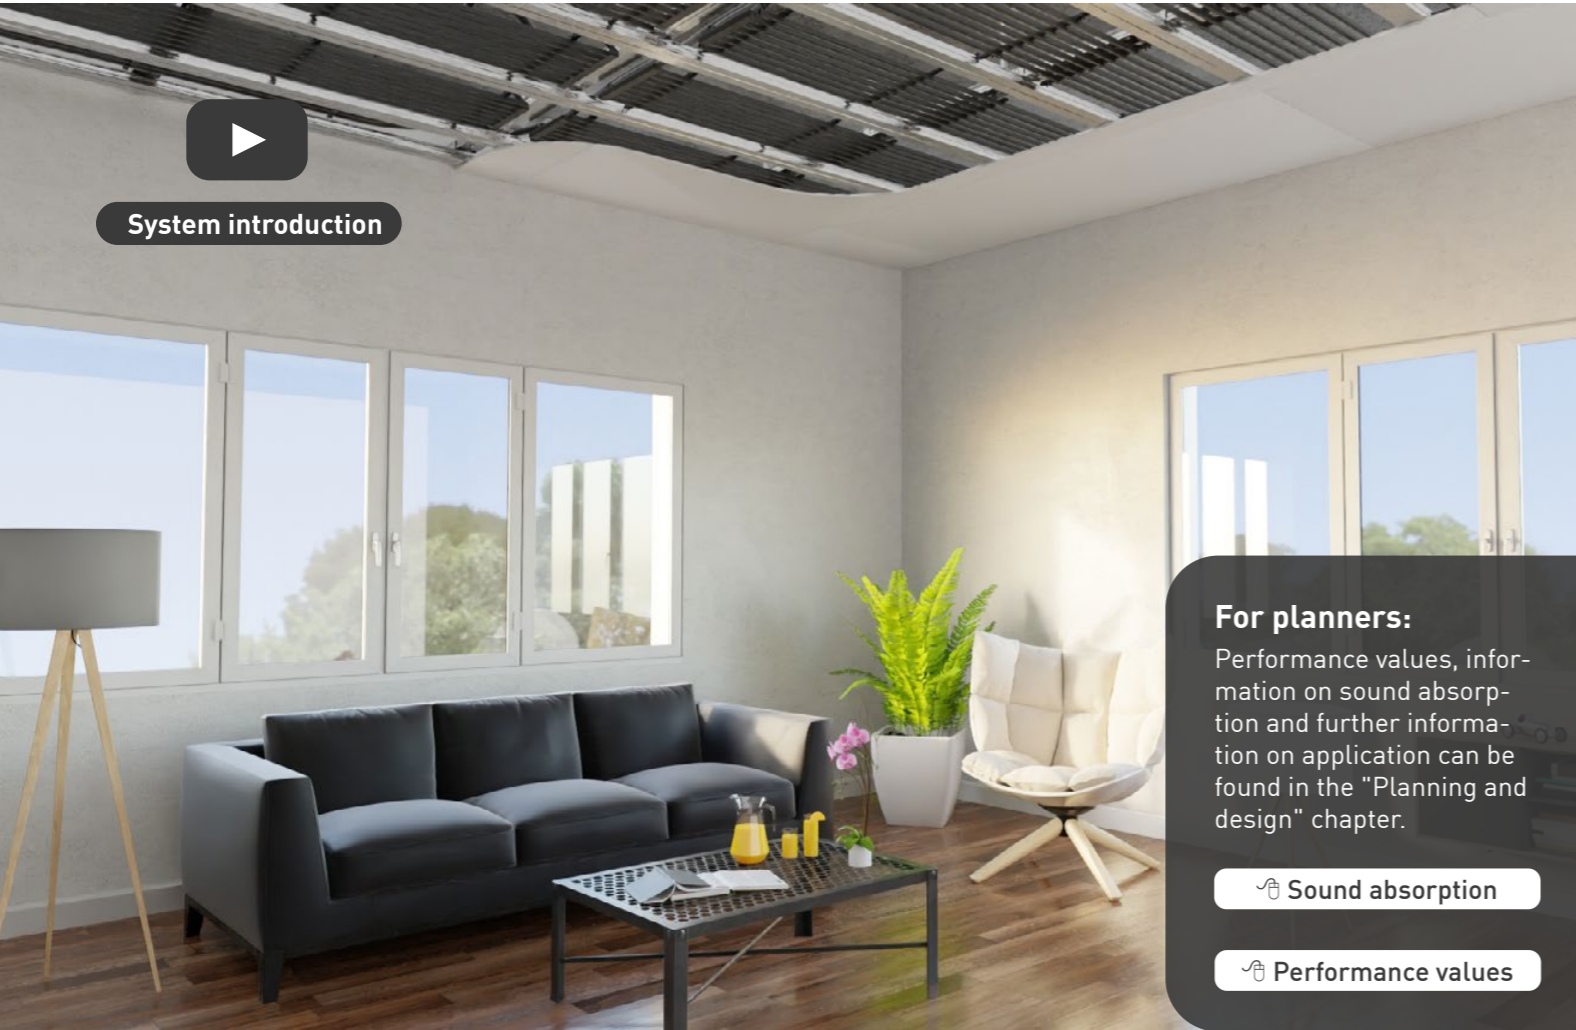 System introduction
For planners:
Performance values, infor-
mation on sound absorp-
tion and further informa-
tion on application can be
found in the "Planning and
design" chapter.
Sound absorption
Performance values